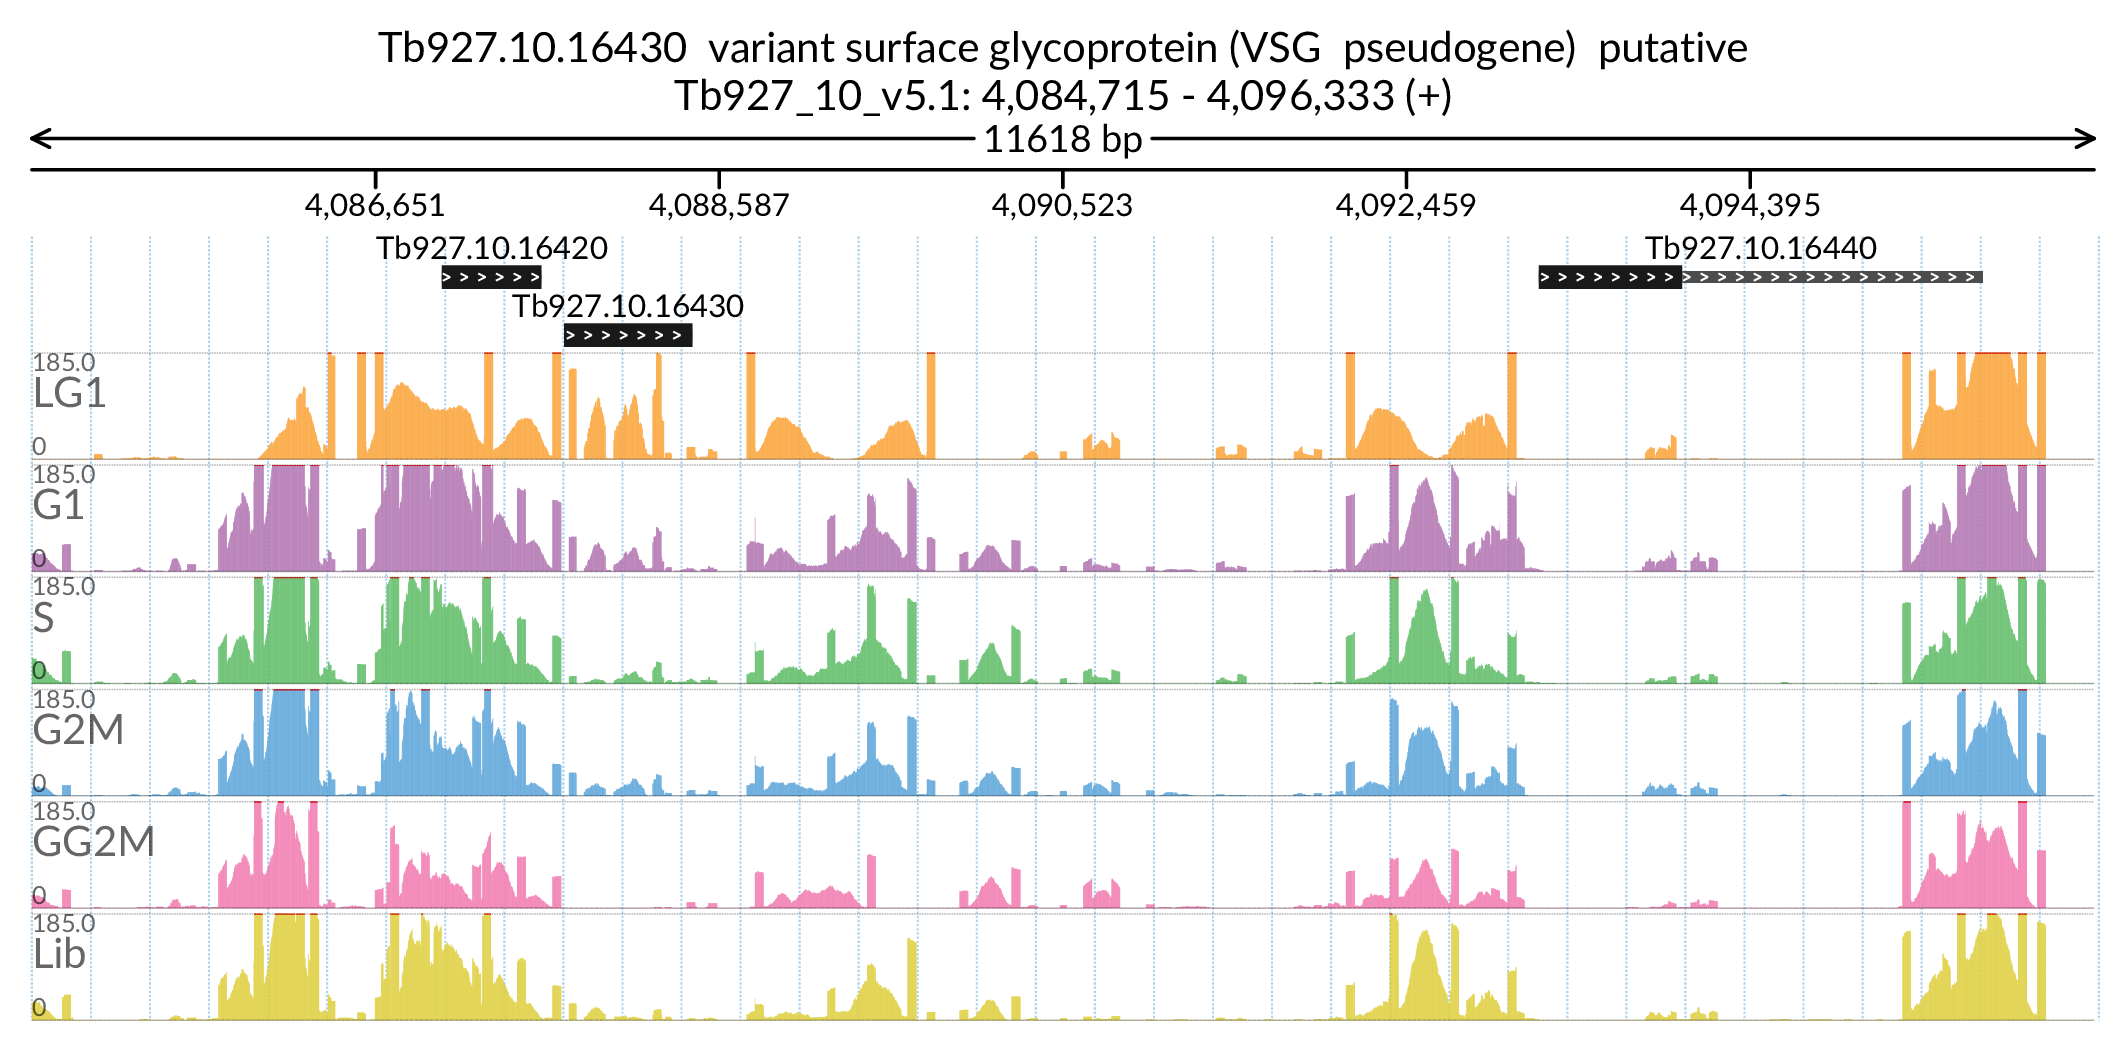 Tb927.10.16430  variant surface glycoprotein (VSG  pseudogene)  putative
Tb927_10_v5.1: 4,084,715 - 4,096,333 (+)
11618 bp
4,086,651 4,088,587 4,090,523 4,092,459 4,094,395
Tb927.10.16420 Tb927.10.16440
Tb927.10.16430
185.0
LG1
0
185.0
G1
0
185.0
S
0
185.0
G2M
0
185.0
GG2M
0
185.0
Lib
0